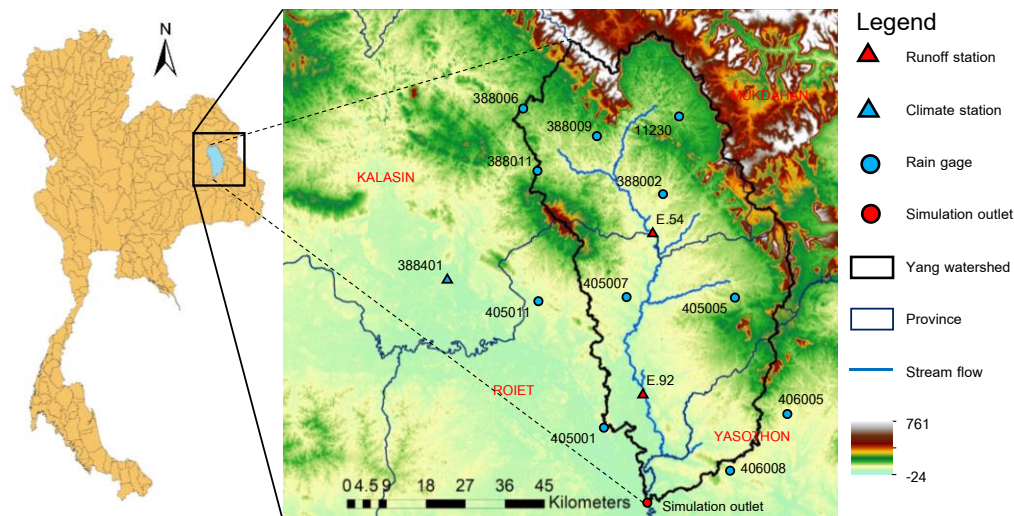 N
388006
388009
11230
MUKDAHAN
388011
KALASIN
388002
E.54
388401
405007
405011
405005
ROIET
E.92
406005
405001
YASOTHON
406008
0 4.5 9 18 27 36 45
Kilometers
Simulation outlet
Legend
Runoff station
Climate station
Rain gage
Simulation outlet
Yang watershed
Province
Stream flow
761
-24